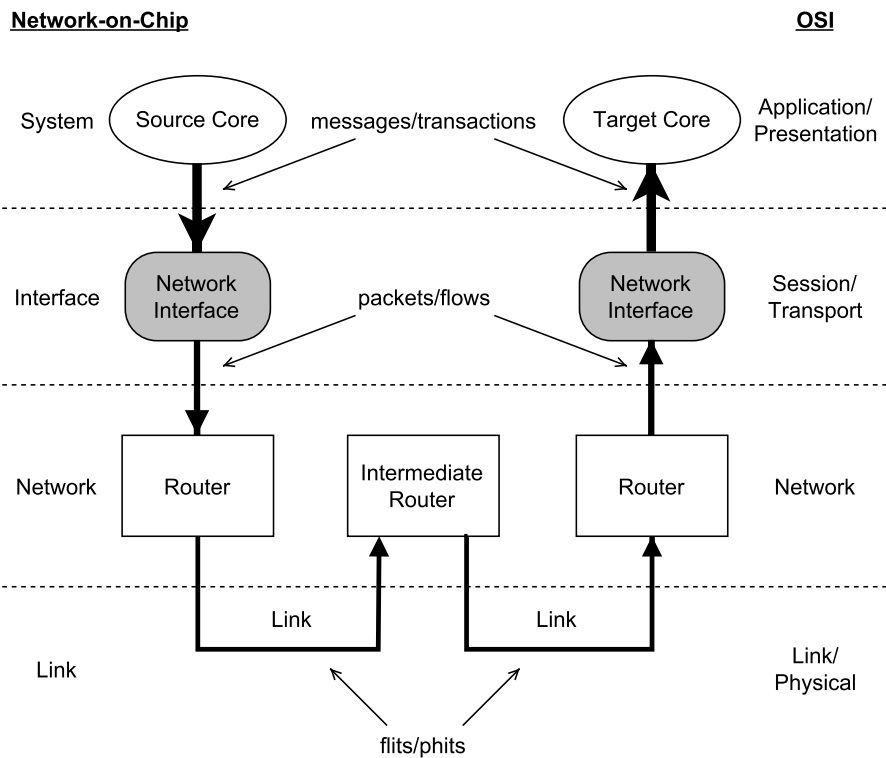 Network-on-Chip
OSI
System
Source Core
messages/transactions
Target Core
Application/
Presentation
Interface
Network
Interface
packets/flows
Network
Interface
Session/
Transport
Network
Router
Intermediate
Router
Router
Network
Link
Link
Link
Link/
Physical
flits/phits